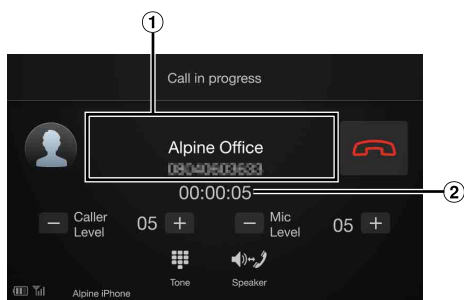 1
Call in progress
Alpine Office
00:00:05
2
Caller Level 05
Mic Level 05
Tone
Speaker
Alpine iPhone